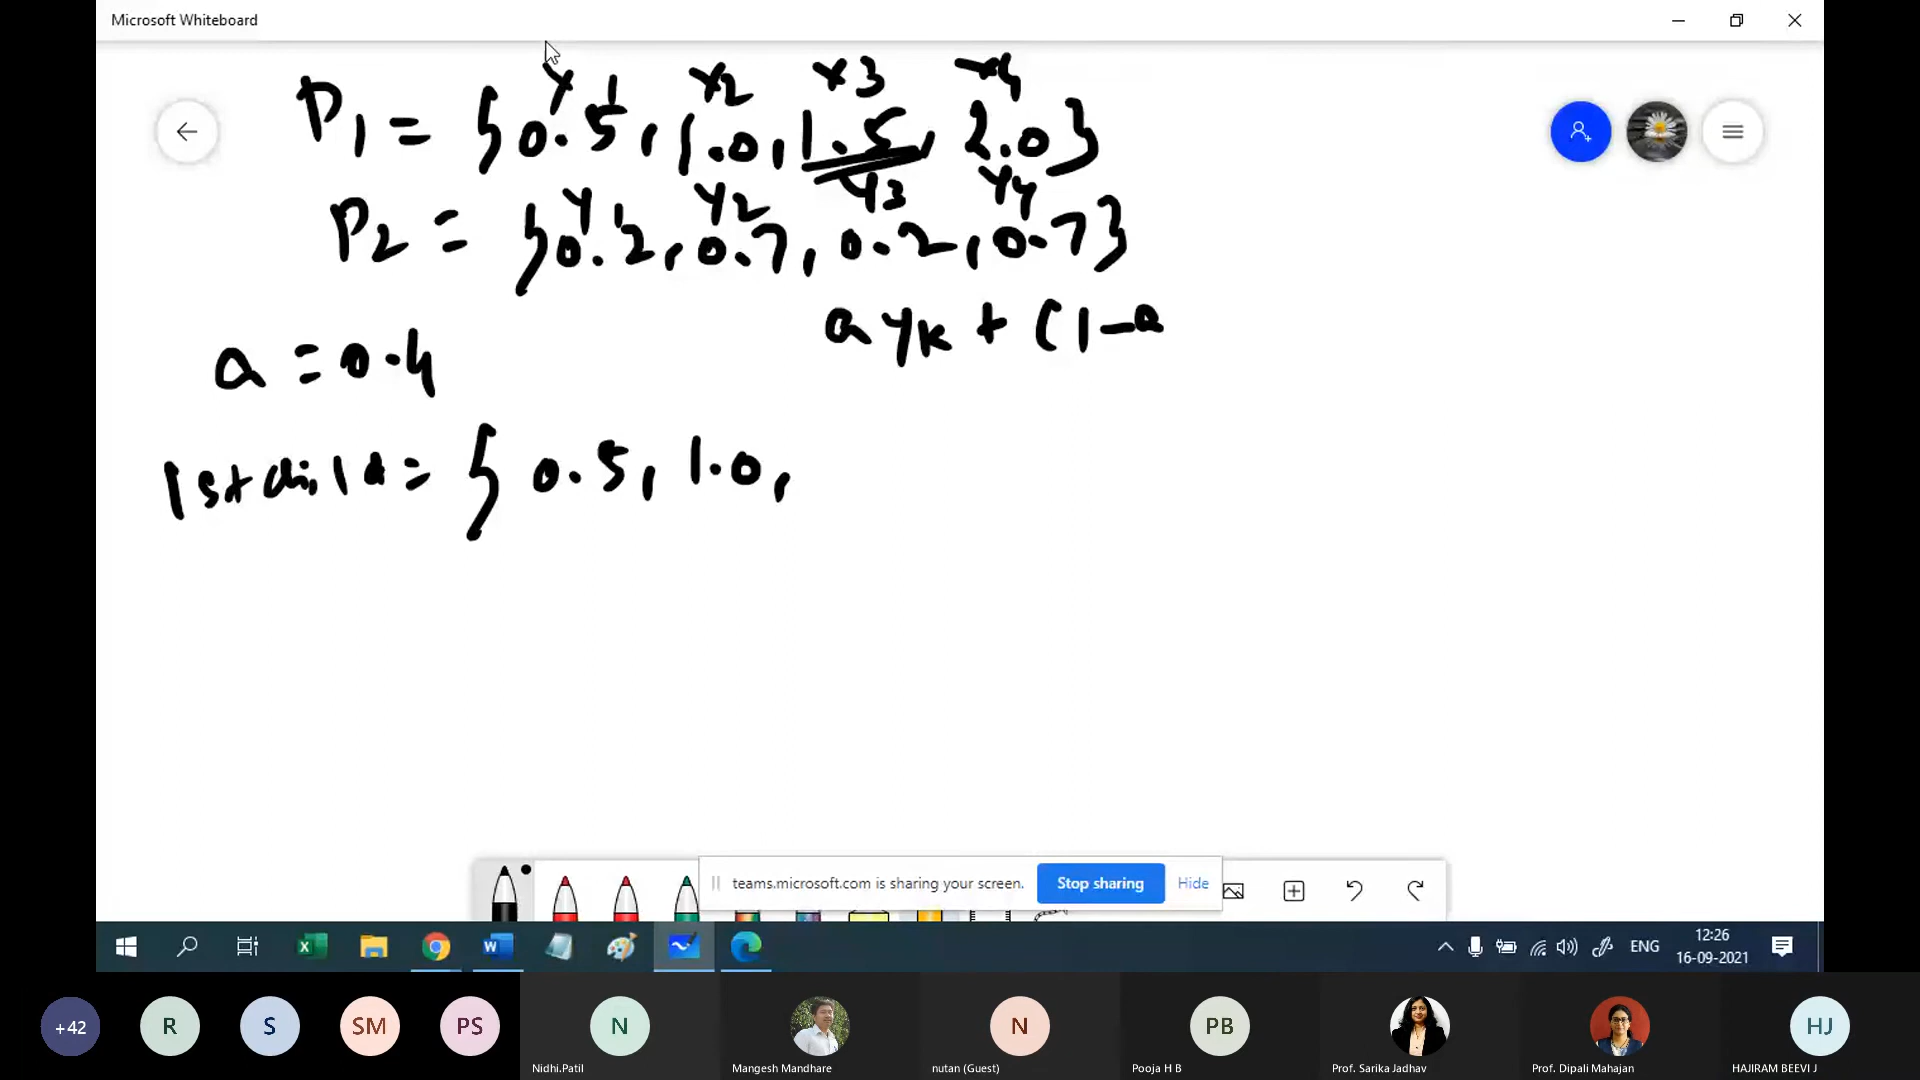 Microsoft Whiteboard
x1 x2 x3 x4
P1 = {0.5, 1.0, 1.5, 2.0}
y1 y2 y3 y4
P2 = {0.2, 0.7, 0.2, 0.7}
a yk + (1-a
a = 0.4
1st child = { 0.5, 1.0,
teams.microsoft.com is sharing your screen. Stop sharing Hide
ENG
12:26
16-09-2021
+42 R S SM PS N N PB HJ
Nidhi.Patil Mangesh Mandhare nutan (Guest) Pooja H B Prof. Sarika Jadhav Prof. Dipali Mahajan HAJIRAM BEEVI J